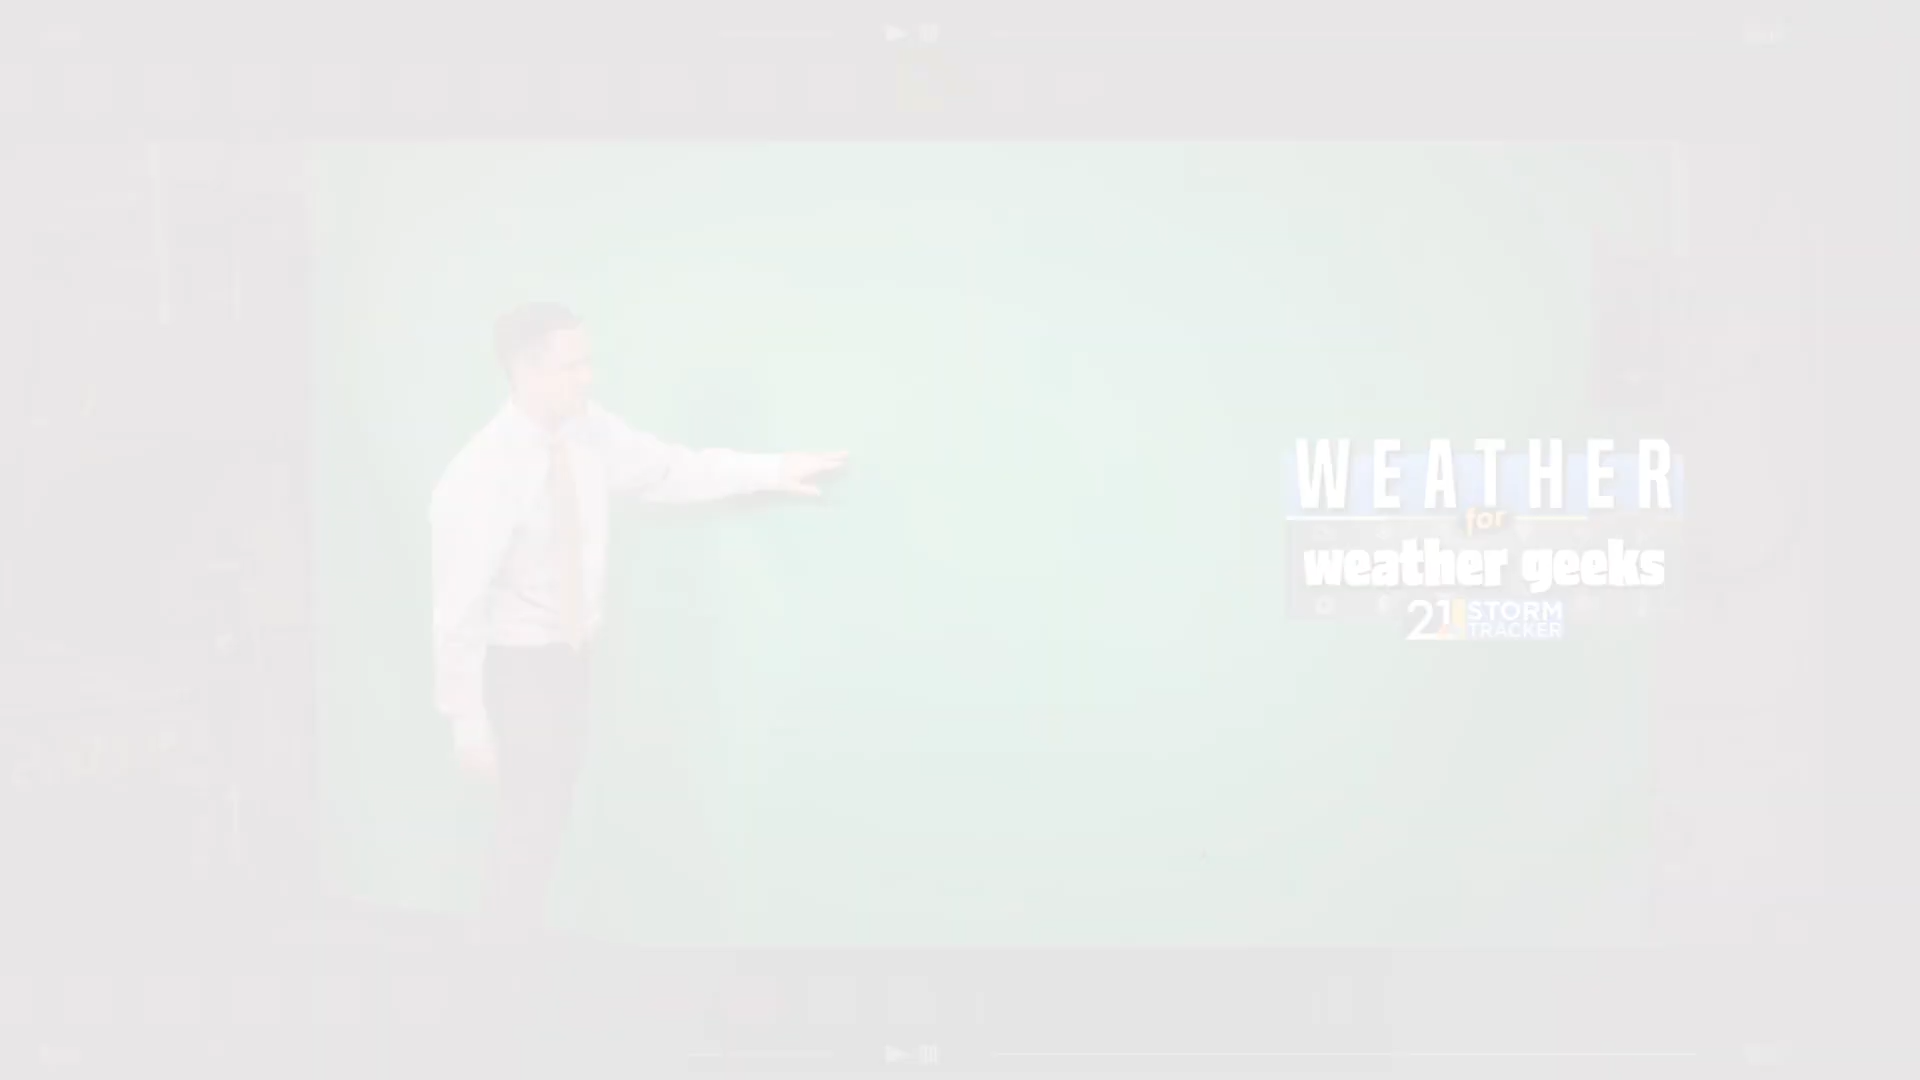 WEATHER
for
weather geeks
21 STORM
TRACKER